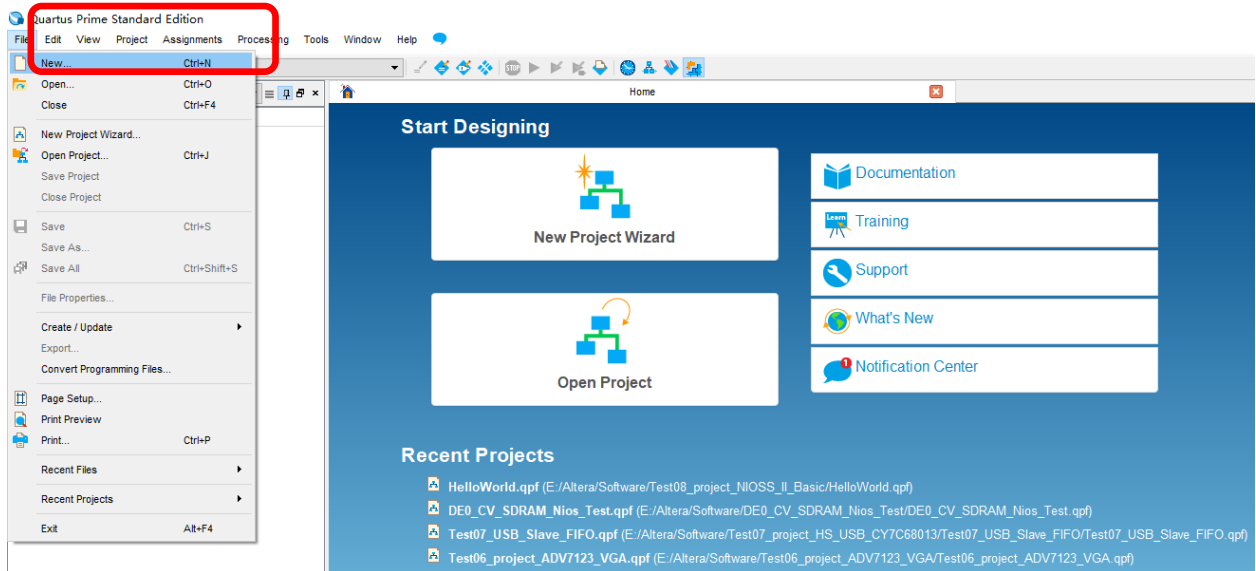 Quartus Prime Standard Edition
File Edit View Project Assignments Processing Tools Window Help
New... Ctrl+N
Open... Ctrl+O
Close Ctrl+F4
New Project Wizard...
Open Project... Ctrl+J
Save Project
Close Project
Save Ctrl+S
Save As...
Save All Ctrl+Shift+S
File Properties...
Create / Update
Export...
Convert Programming Files...
Page Setup...
Print Preview
Print... Ctrl+P
Recent Files
Recent Projects
Exit Alt+F4
STOP
Home
Start Designing
New Project Wizard
Open Project
Documentation
Learn
Training
Support
What's New
1
Notification Center
Recent Projects
HelloWorld.qpf (E:/Altera/Software/Test08_project_NIOSS_II_Basic/HelloWorld.qpf)
DE0_CV_SDRAM_Nios_Test.qpf (E:/Altera/Software/DE0_CV_SDRAM_Nios_Test/DE0_CV_SDRAM_Nios_Test.qpf)
Test07_USB_Slave_FIFO.qpf (E:/Altera/Software/Test07_project_HS_USB_CY7C68013/Test07_USB_Slave_FIFO/Test07_USB_Slave_FIFO.qpf)
Test06_project_ADV7123_VGA.qpf (E:/Altera/Software/Test06_project_ADV7123_VGA/Test06_project_ADV7123_VGA.qpf)